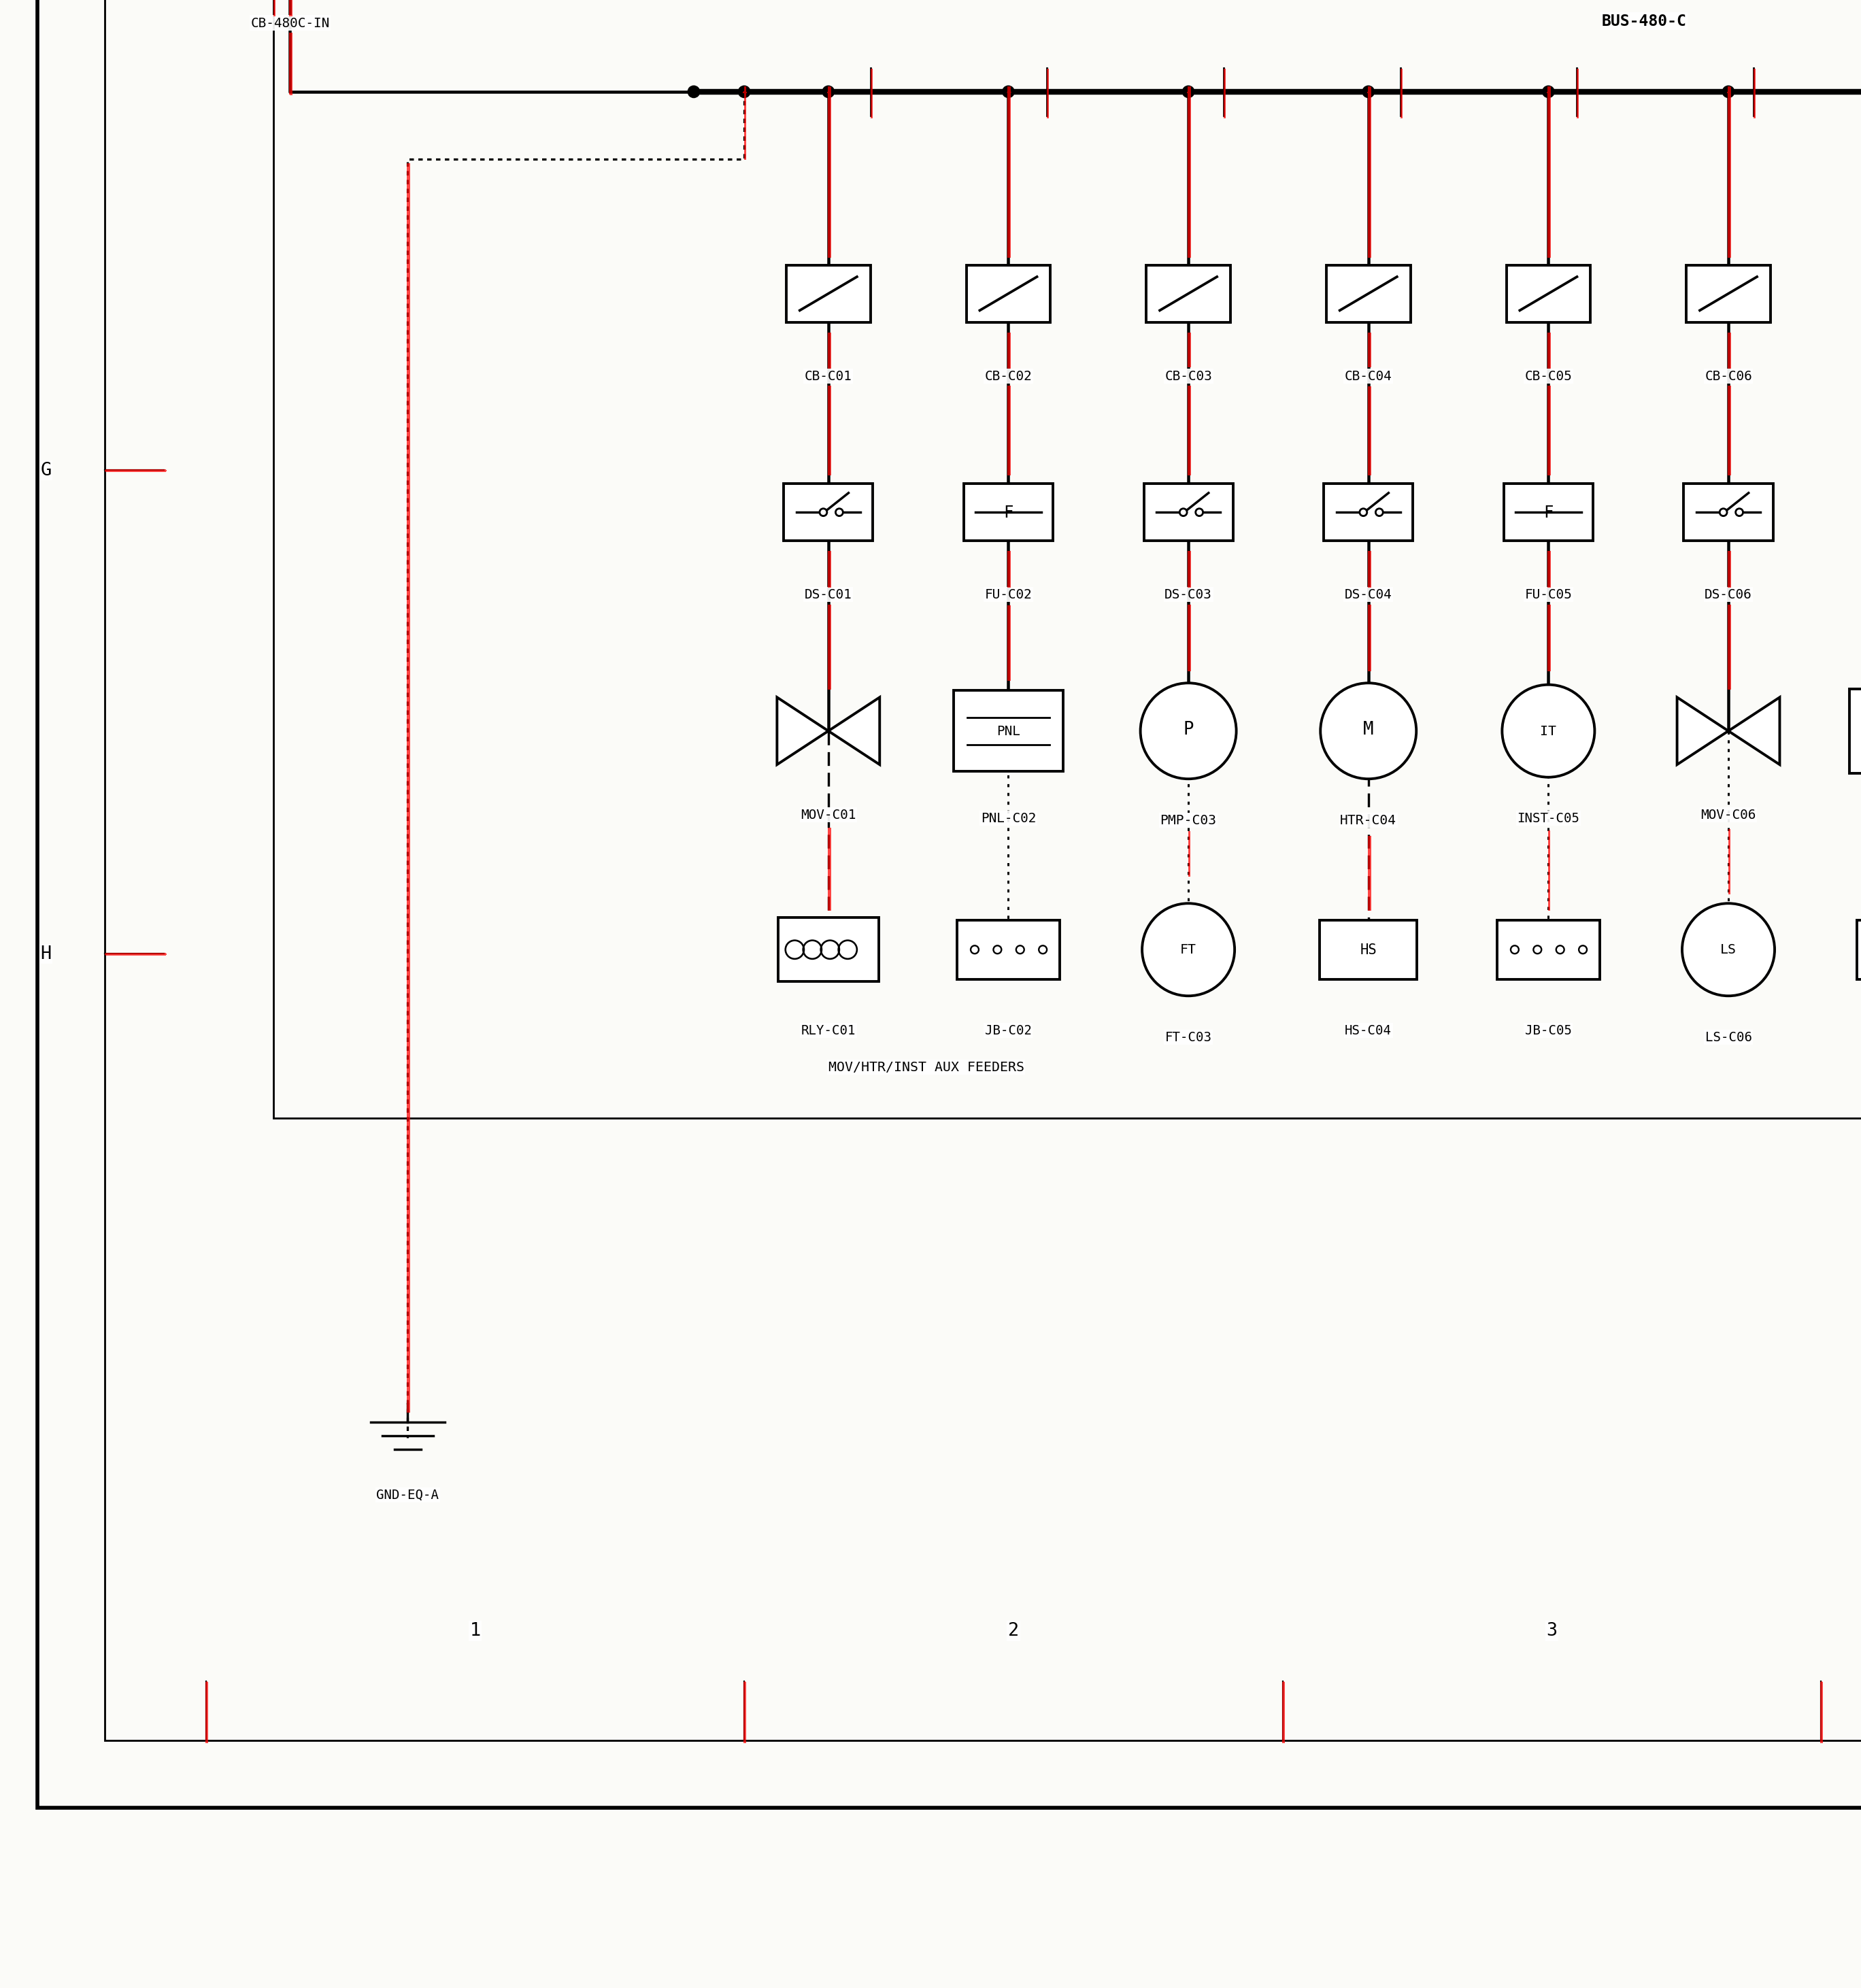 CB-480C-IN
BUS-480-C
CB-C01 CB-C02 CB-C03 CB-C04 CB-C05 CB-C06
G
F F
DS-C01 FU-C02 DS-C03 DS-C04 FU-C05 DS-C06
PNL P M IT
MOV-C01 PNL-C02 PMP-C03 HTR-C04 INST-C05 MOV-C06
H
FT HS LS
RLY-C01 JB-C02 FT-C03 HS-C04 JB-C05 LS-C06
MOV/HTR/INST AUX FEEDERS
GND-EQ-A
1 2 3